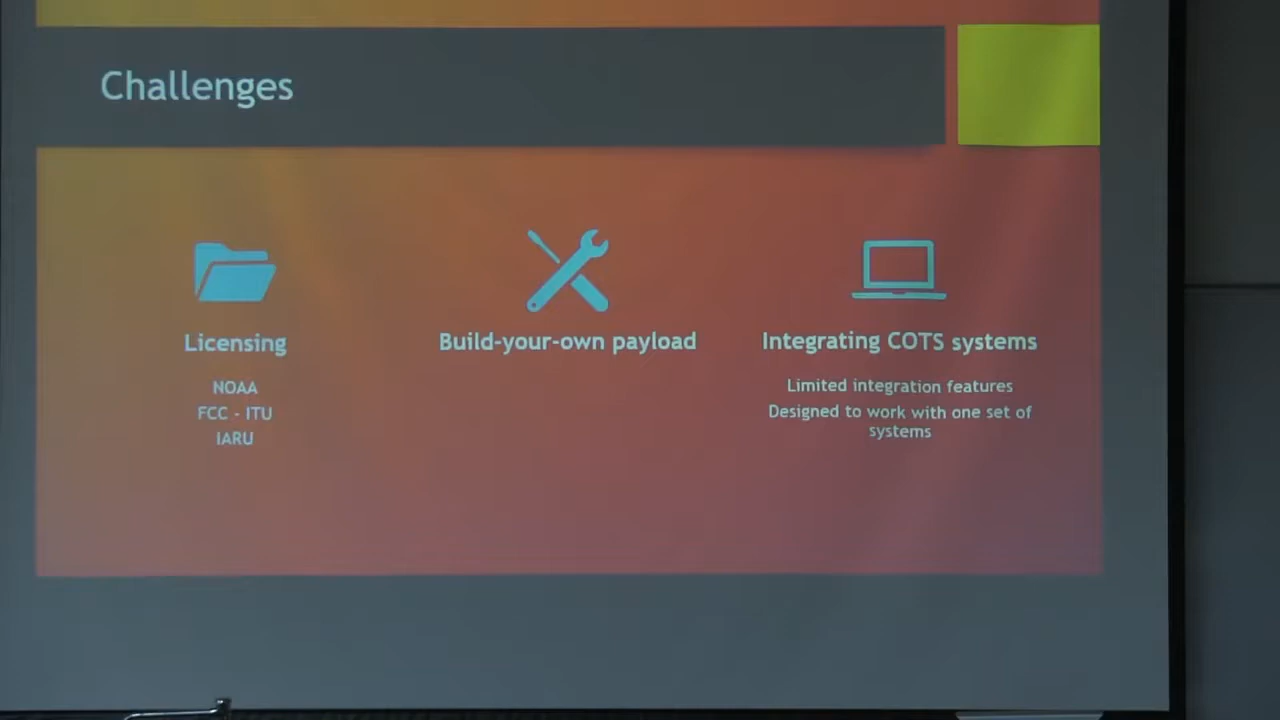 Challenges
Licensing
NOAA
FCC - ITU
IARU
Build-your-own payload
Integrating COTS systems
Limited integration features
Designed to work with one set of
systems